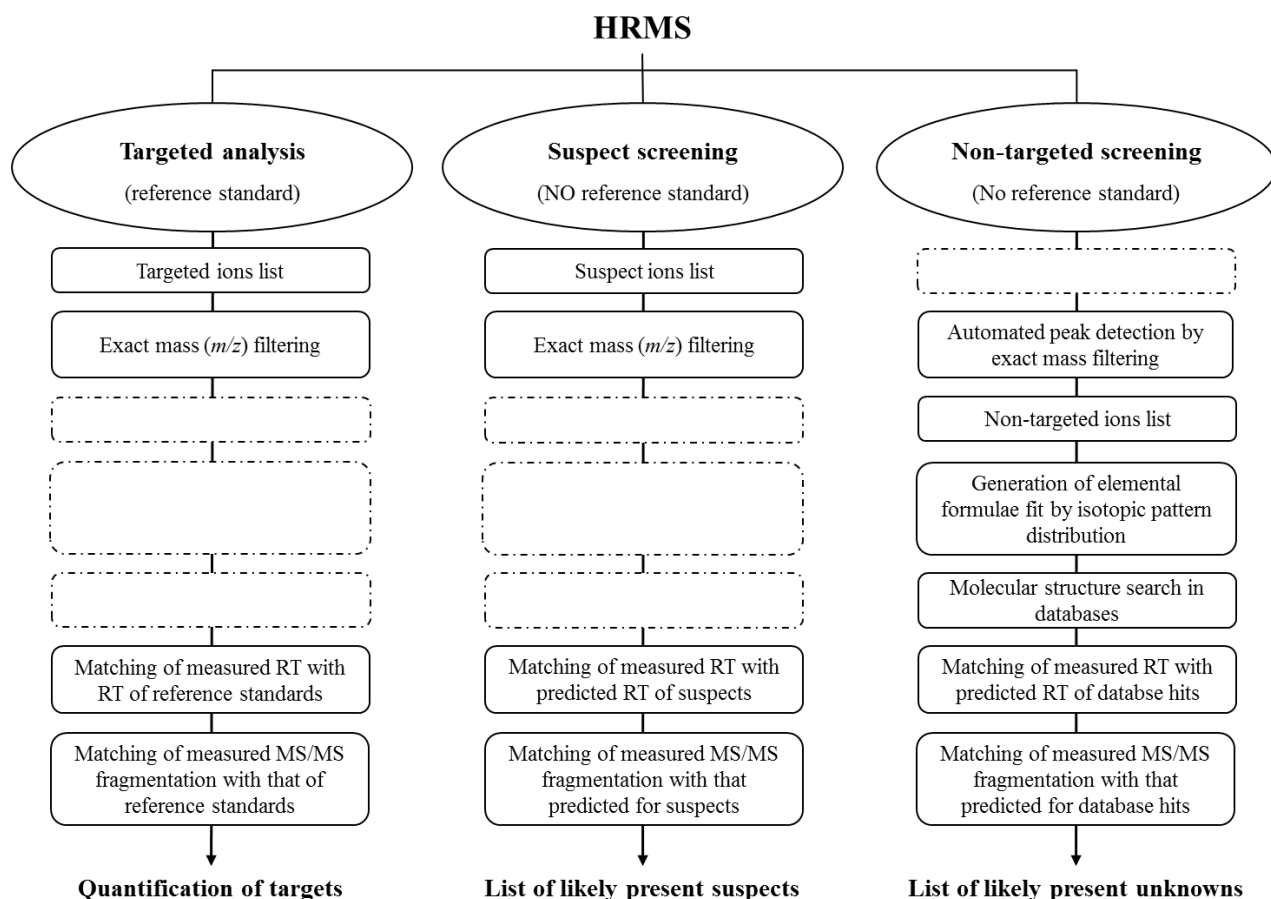 HRMS
Targeted analysis
(reference standard)
Targeted ions list
Exact mass (m/z) filtering
Matching of measured RT with
RT of reference standards
Matching of measured MS/MS
fragmentation with that of
reference standards
Quantification of targets
Suspect screening
(NO reference standard)
Suspect ions list
Exact mass (m/z) filtering
Matching of measured RT with
predicted RT of suspects
Matching of measured MS/MS
fragmentation with that
predicted for suspects
List of likely present suspects
Non-targeted screening
(No reference standard)
Automated peak detection by
exact mass filtering
Non-targeted ions list
Generation of elemental
formulae fit by isotopic pattern
distribution
Molecular structure search in
databases
Matching of measured RT with
predicted RT of databse hits
Matching of measured MS/MS
fragmentation with that
predicted for database hits
List of likely present unknowns